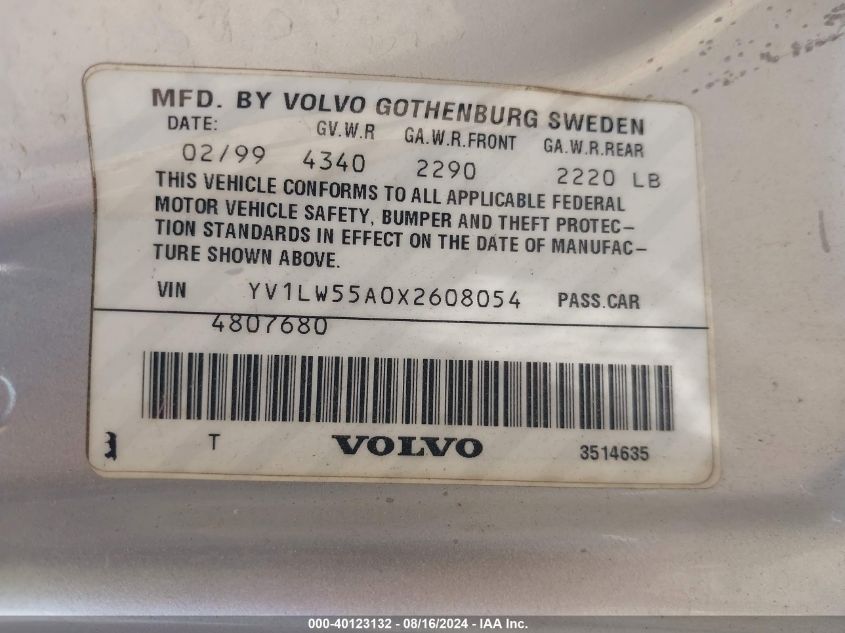 MFD. BY VOLVO GOTHENBURG SWEDEN
DATE: GV.W.R GA.W.R.FRONT GA.W.R.REAR
02/99 4340 2290 2220 LB
THIS VEHICLE CONFORMS TO ALL APPLICABLE FEDERAL
MOTOR VEHICLE SAFETY, BUMPER AND THEFT PROTEC-
TION STANDARDS IN EFFECT ON THE DATE OF MANUFAC-
TURE SHOWN ABOVE.
VIN YV1LW55A0X2608054 PASS.CAR
4807680
T VOLVO 3514635
000-40123132 - 08/16/2024 - IAA Inc.